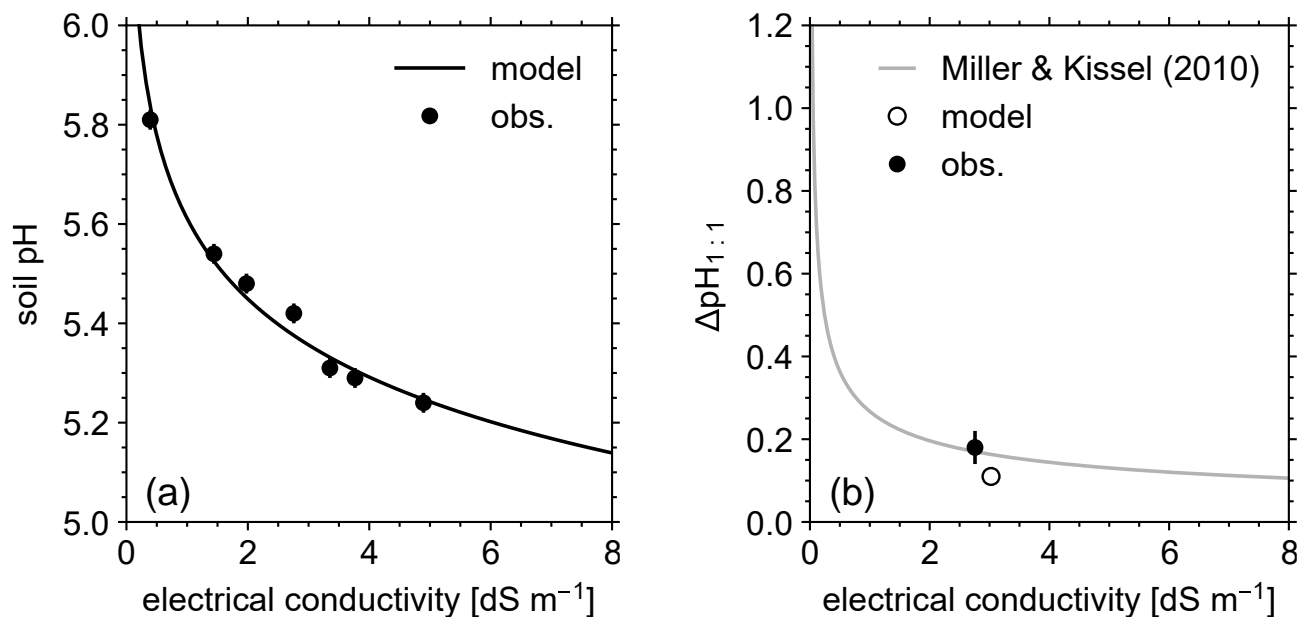 6.0
5.8
5.6
5.4
5.2
5.0
soil pH
model
obs.
(a)
0 2 4 6 8
electrical conductivity [dS m⁻¹]
1.2
1.0
0.8
0.6
0.4
0.2
0.0
ΔpH₁:₁
Miller & Kissel (2010)
model
obs.
(b)
0 2 4 6 8
electrical conductivity [dS m⁻¹]